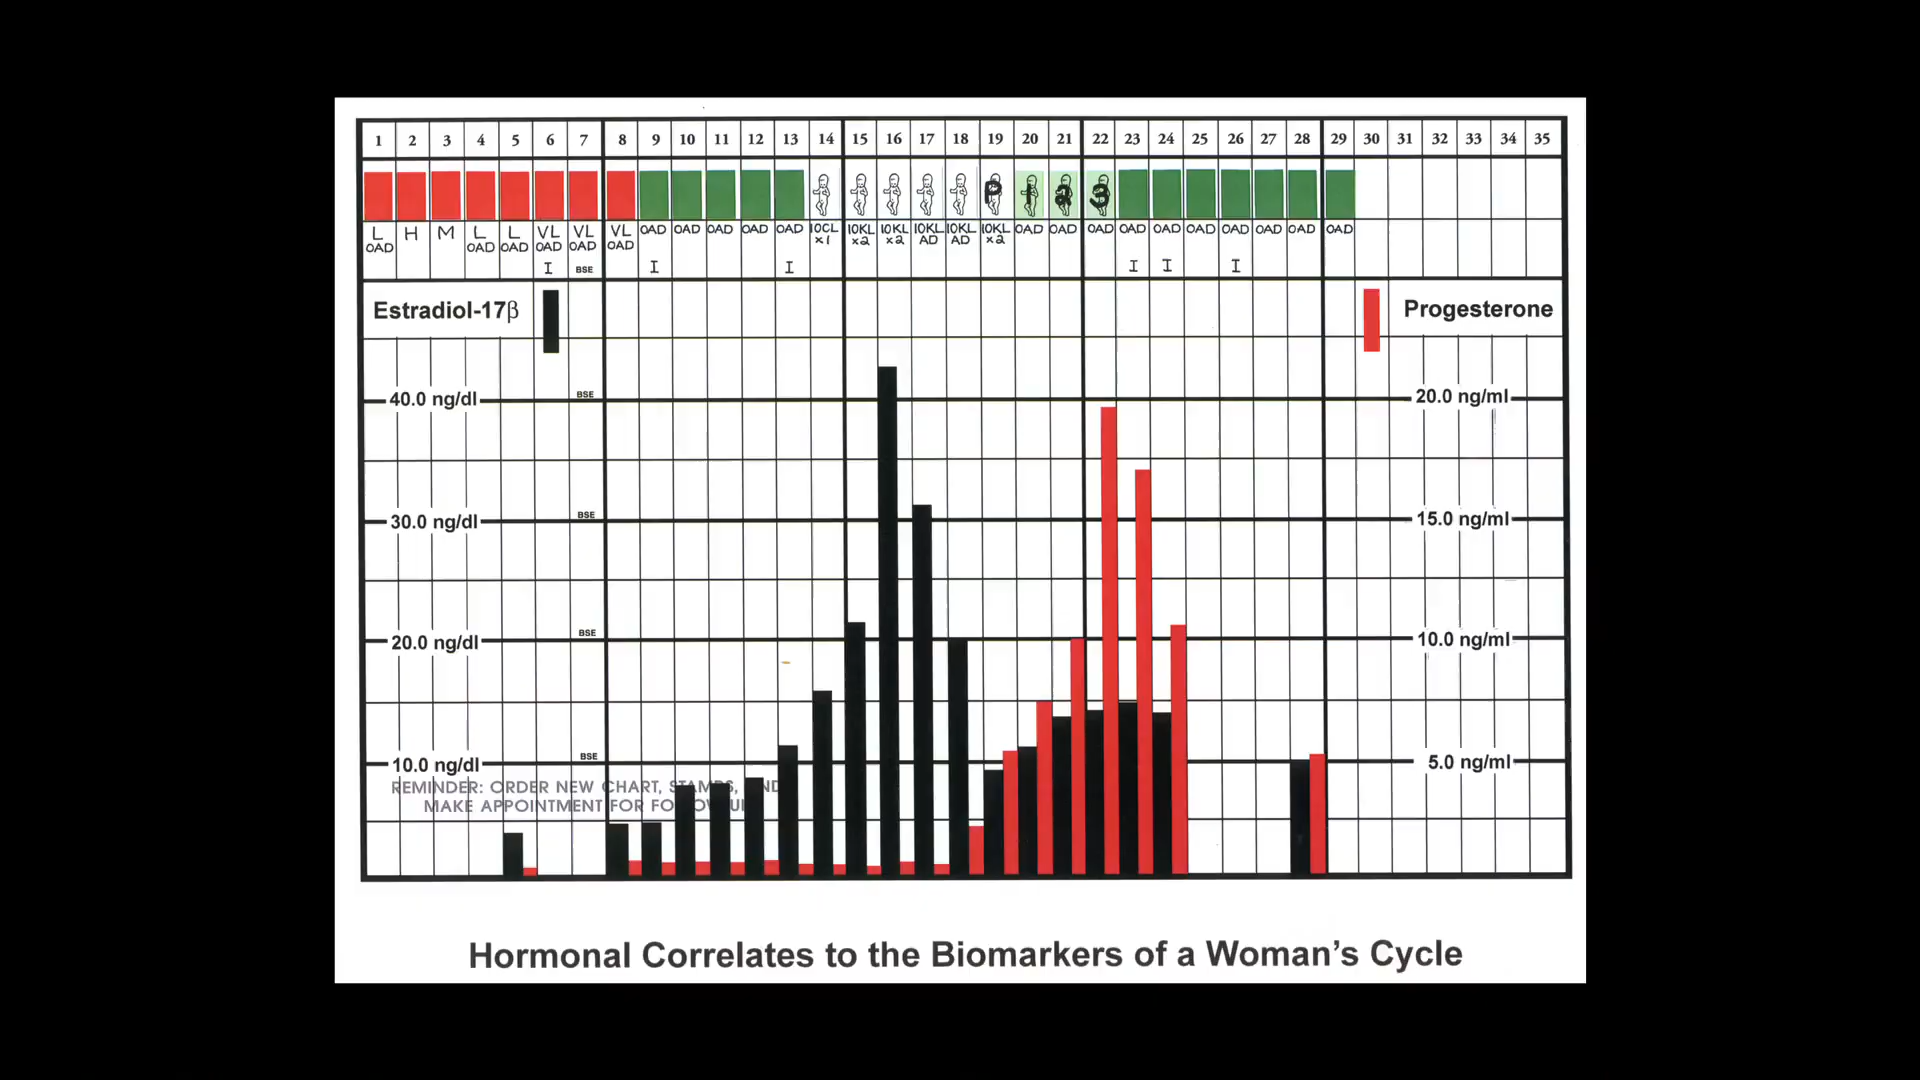 1 2 3 4 5 6 7 8 9 10 11 12 13 14 15 16 17 18 19 20 21 22 23 24 25 26 27 28 29 30 31 32 33 34 35
P 1 2 3
L H M L L VL VL VL OAD OAD OAD OAD OAD 10CL 10KL 10KL 10KL 10KL 10KL OAD OAD OAD OAD OAD OAD OAD OAD OAD OAD
OAD OAD OAD OAD OAD OAD x1 x2 x2 AD AD x2
I BSE I I I I I
Estradiol-17β Progesterone
40.0 ng/dl BSE 20.0 ng/ml
30.0 ng/dl BSE 15.0 ng/ml
20.0 ng/dl BSE 10.0 ng/ml
10.0 ng/dl BSE 5.0 ng/ml
REMINDER: ORDER NEW CHART,
MAKE APPOINTMENT FOR
Hormonal Correlates to the Biomarkers of a Woman's Cycle